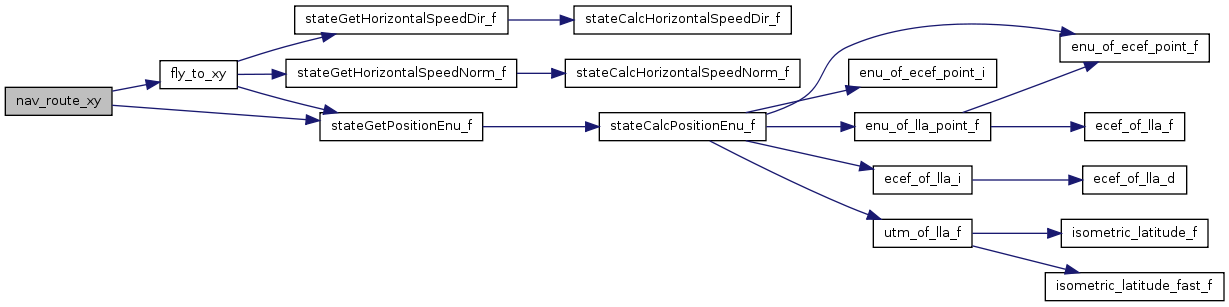 nav_route_xy
fly_to_xy
stateGetHorizontalSpeedDir_f
stateCalcHorizontalSpeedDir_f
stateGetHorizontalSpeedNorm_f
stateCalcHorizontalSpeedNorm_f
stateGetPositionEnu_f
stateCalcPositionEnu_f
enu_of_ecef_point_f
enu_of_ecef_point_i
enu_of_lla_point_f
ecef_of_lla_f
ecef_of_lla_i
ecef_of_lla_d
utm_of_lla_f
isometric_latitude_f
isometric_latitude_fast_f